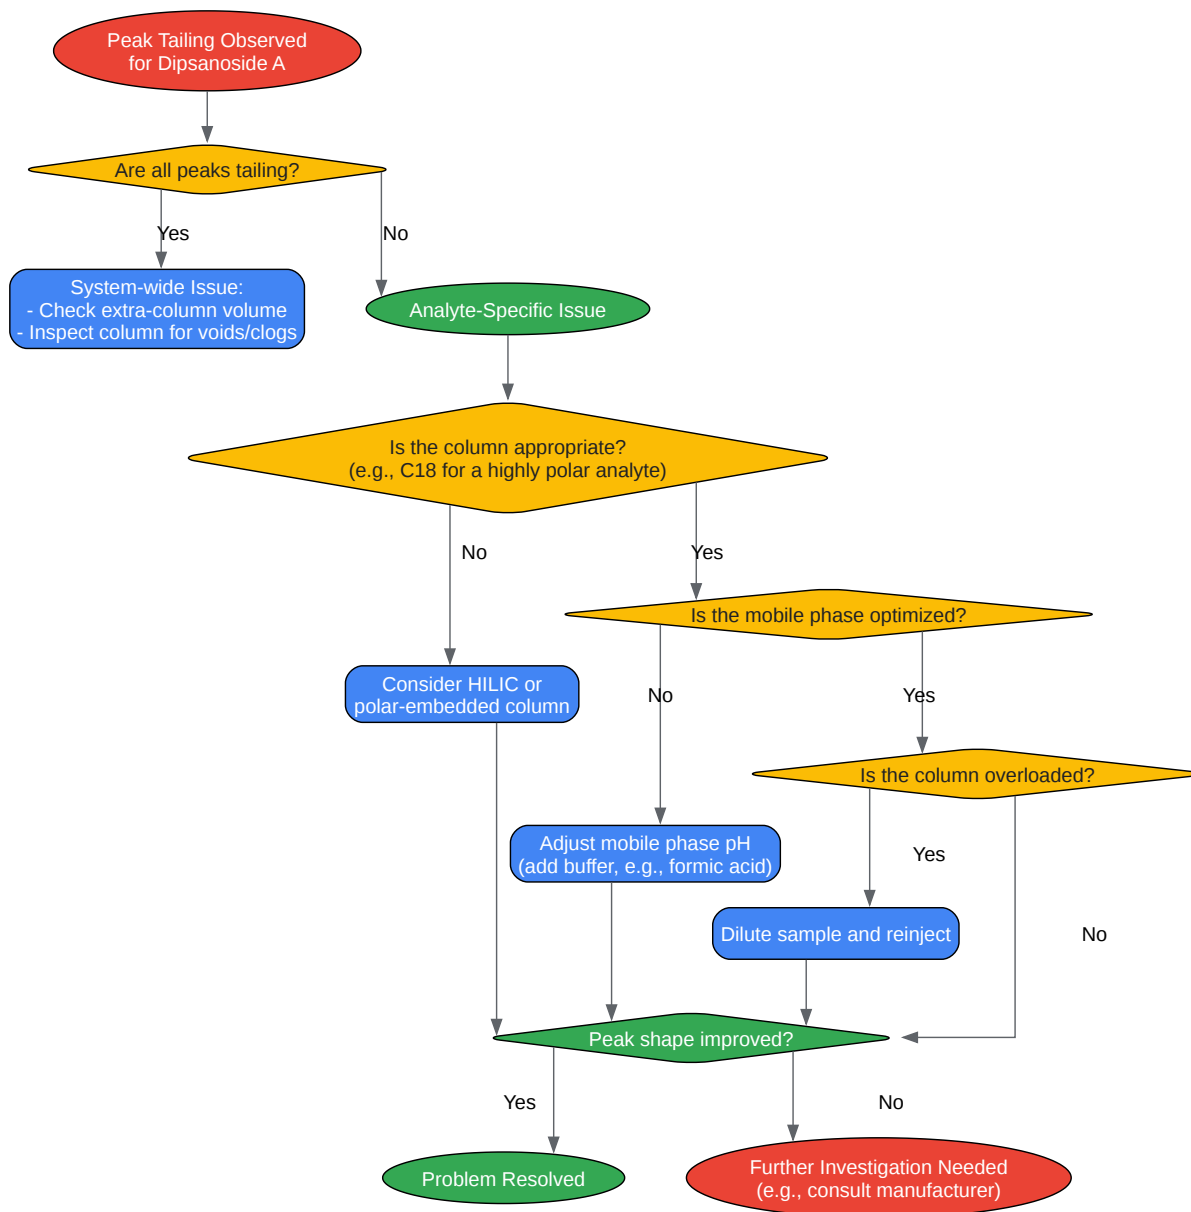 Peak Tailing Observed
for Dipsanoside A
Are all peaks tailing?
Yes
No
System-wide Issue:
- Check extra-column volume
- Inspect column for voids/clogs
Analyte-Specific Issue
Is the column appropriate?
(e.g., C18 for a highly polar analyte)
No
Yes
Is the mobile phase optimized?
Consider HILIC or
polar-embedded column
No
Yes
Is the column overloaded?
Adjust mobile phase pH
(add buffer, e.g., formic acid)
Yes
Dilute sample and reinject
No
Peak shape improved?
Yes
No
Problem Resolved
Further Investigation Needed
(e.g., consult manufacturer)